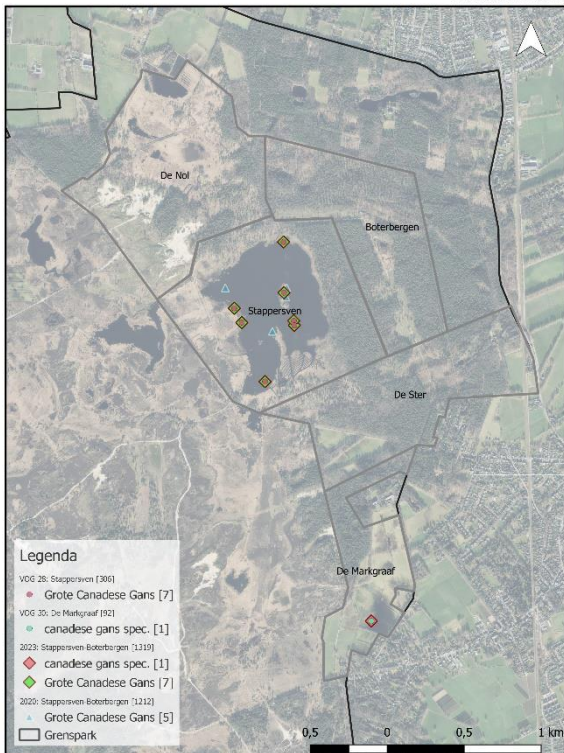 De Nol
Boterbergen
Stappersven
De Ster
De Markgraaf
Legenda
VOG 28: Stappersven [306]
Grote Canadese Gans [7]
VOG 30: De Markgraaf [92]
canadese gans spec. [1]
2023: Stappersven-Boterbergen [1319]
canadese gans spec. [1]
Grote Canadese Gans [7]
2020: Stappersven-Boterbergen [1212]
Grote Canadese Gans [5]
Grenspark
0,5 0 0,5 1 km